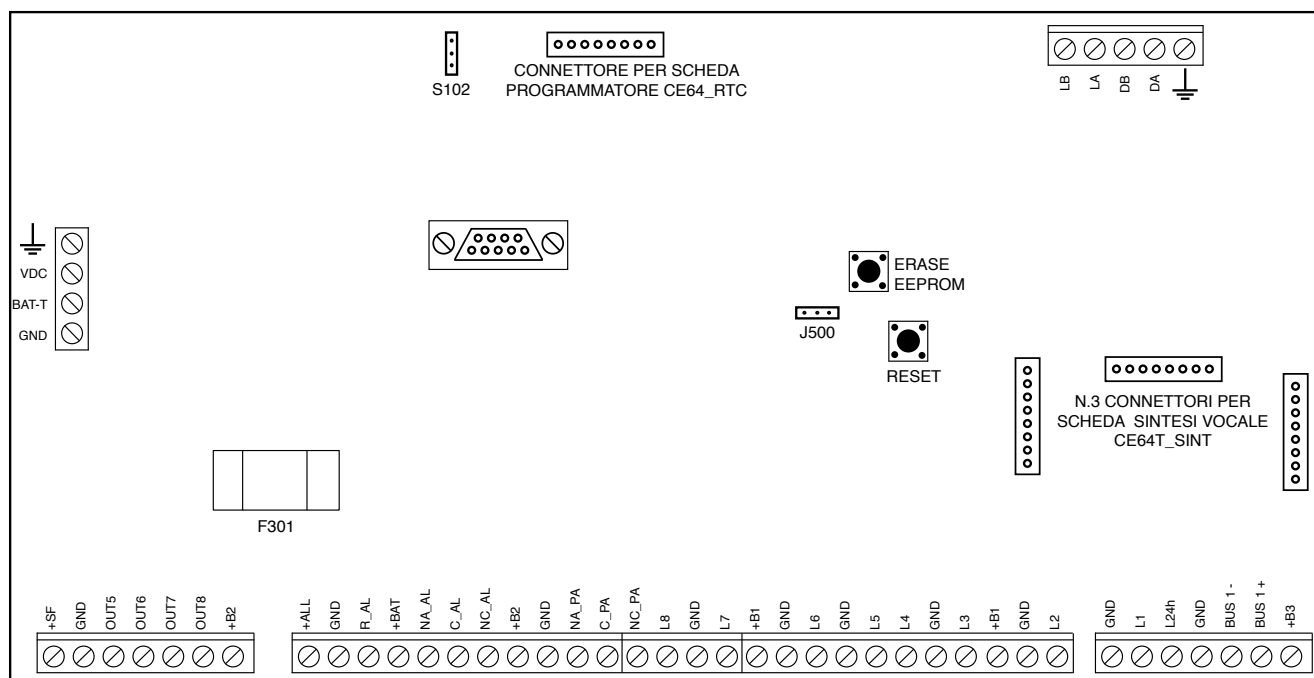 S102
CONNETTORE PER SCHEDA
PROGRAMMATORE CE64_RTC
LB
LA
DB
DA
VDC
BAT-T
GND
ERASE
EEPROM
J500
RESET
N.3 CONNETTORI PER
SCHEDA SINTESI VOCALE
CE64T_SINT
F301
+SF
GND
OUT5
OUT6
OUT7
OUT8
+B2
+ALL
GND
R_AL
+BAT
NA_AL
C_AL
NC_AL
+B2
GND
NA_PA
C_PA
NC_PA
L8
GND
L7
+B1
GND
L6
GND
L5
L4
GND
L3
+B1
GND
L2
GND
L1
L24h
GND
BUS 1 -
BUS 1 +
+B3